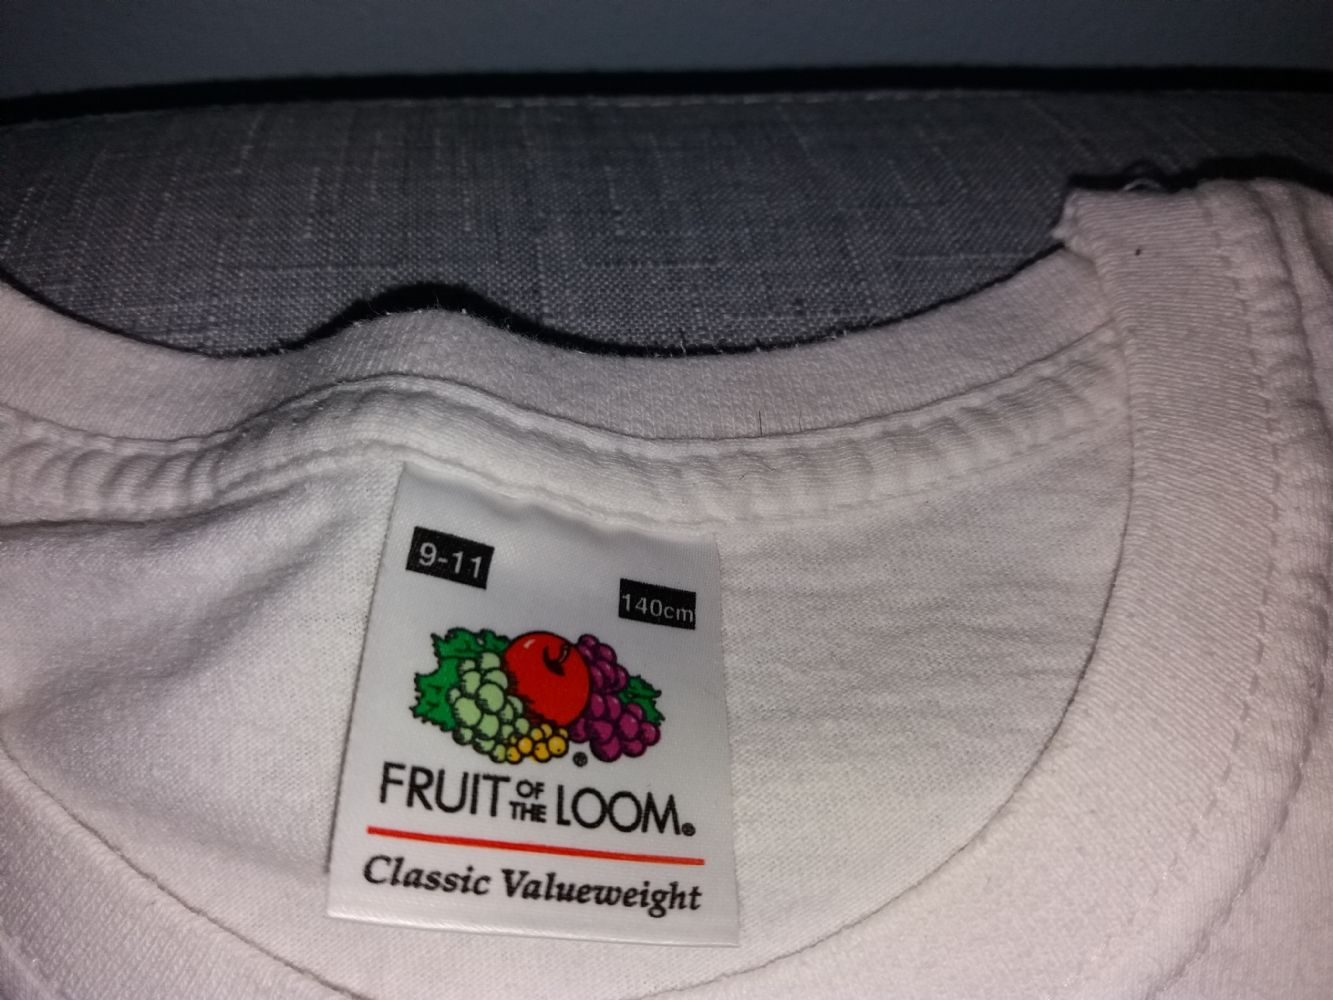 9-11
140cm
FRUIT OF THE LOOM®
Classic Valueweight